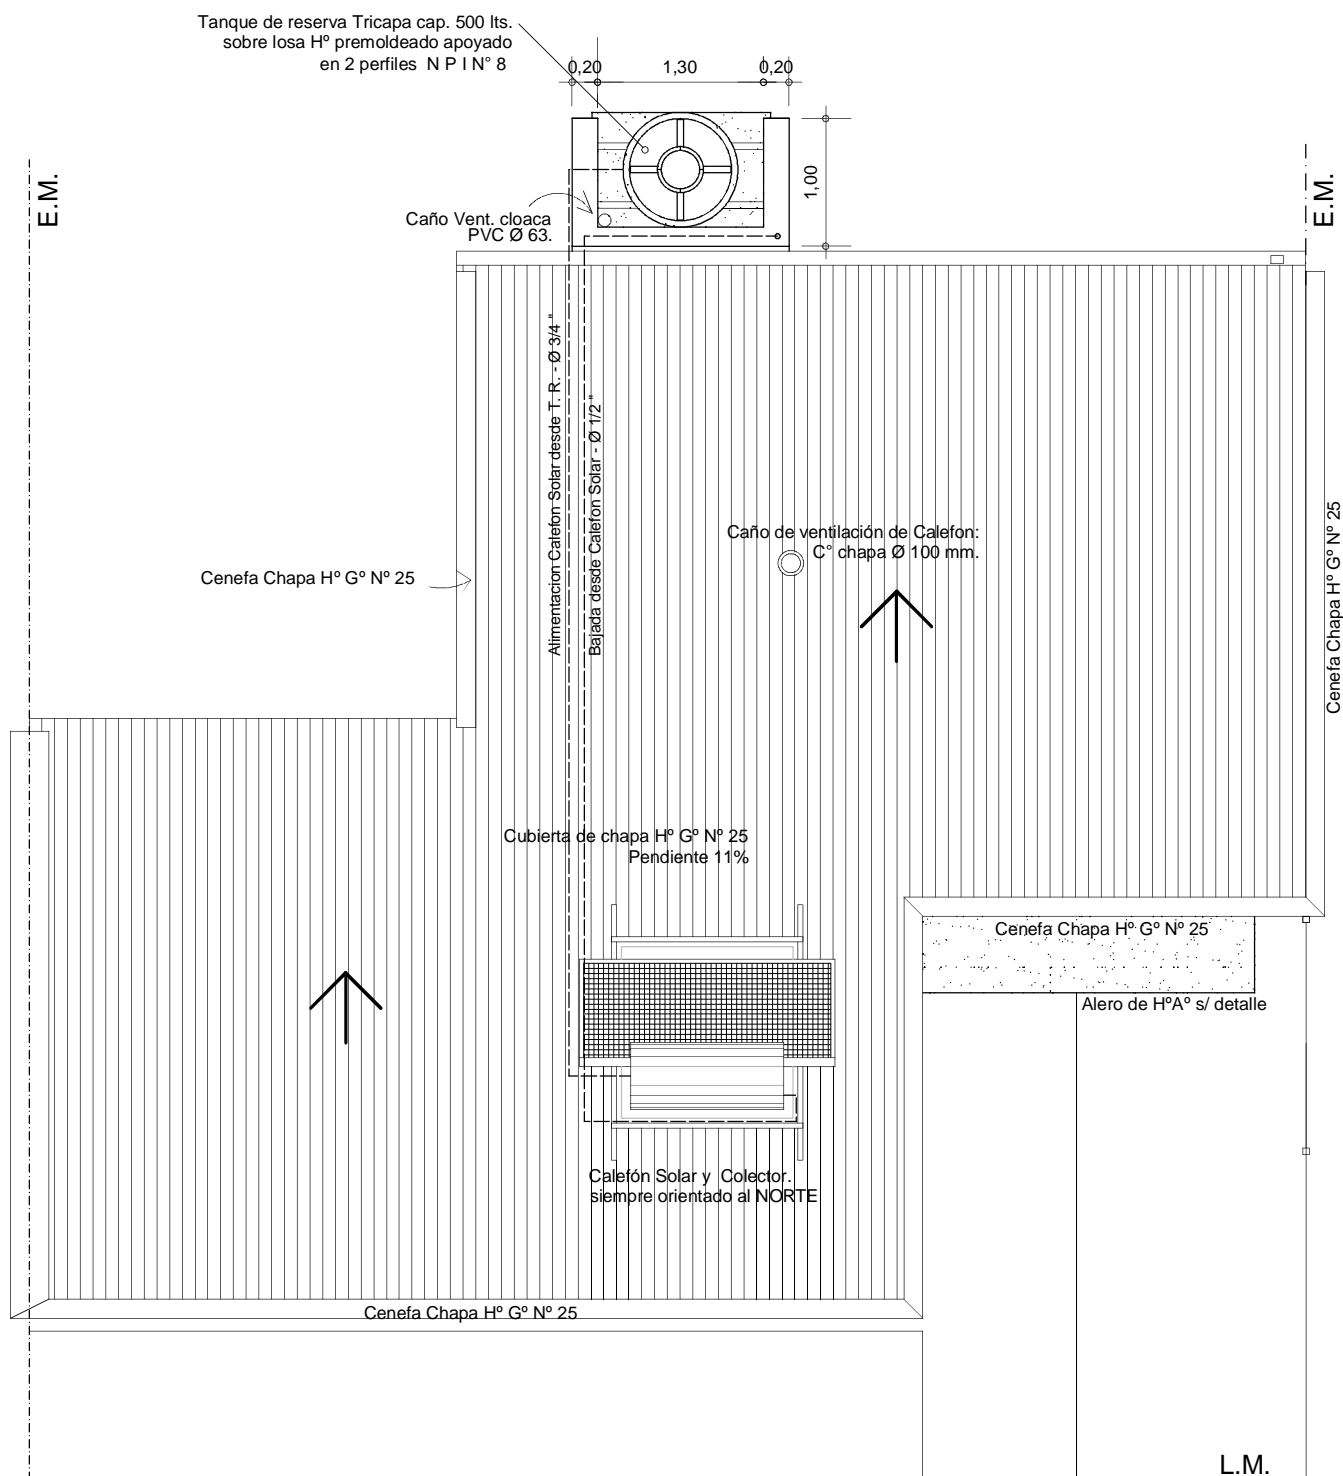 Tanque de reserva Tricapa cap. 500 lts.
sobre losa Hº premoldeado apoyado
en 2 perfiles N P I N° 8
0,20
1,30
0,20
1,00
E.M.
E.M.
Caño Vent. cloaca
PVC Ø 63.
Alimentacion Calefon Solar desde T. R. - Ø 3/4 "
Bajada desde Calefon Solar - Ø 1/2 "
Caño de ventilación de Calefon:
C° chapa Ø 100 mm.
Cenefa Chapa Hº Gº Nº 25
Cenefa Chapa Hº Gº Nº 25
Cubierta de chapa Hº Gº Nº 25
Pendiente 11%
Cenefa Chapa Hº Gº Nº 25
Alero de HºAº s/ detalle
Calefón Solar y Colector.
siempre orientado al NORTE
Cenefa Chapa Hº Gº Nº 25
L.M.